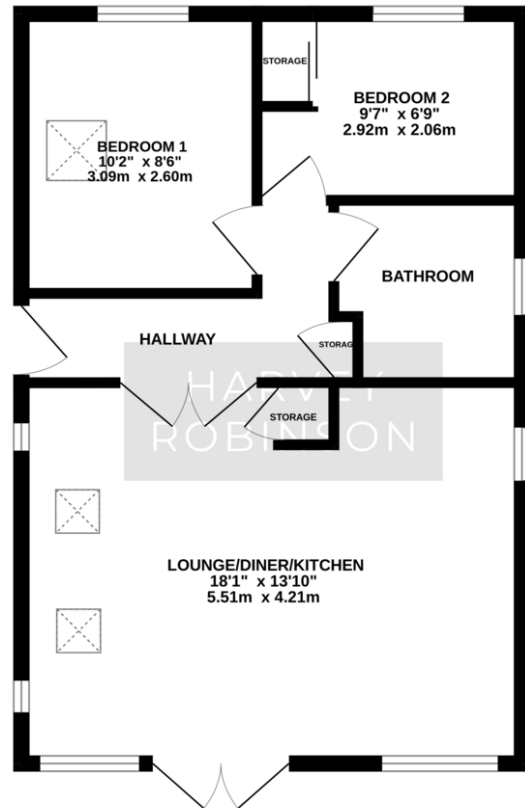 STORAGE
BEDROOM 2
9'7" x 6'9"
2.92m x 2.06m
BEDROOM 1
10'2" x 8'6"
3.09m x 2.60m
BATHROOM
HALLWAY
STORAGE
HARVEY
ROBINSON
STORAGE
LOUNGE/DINER/KITCHEN
18'1" x 13'10"
5.51m x 4.21m